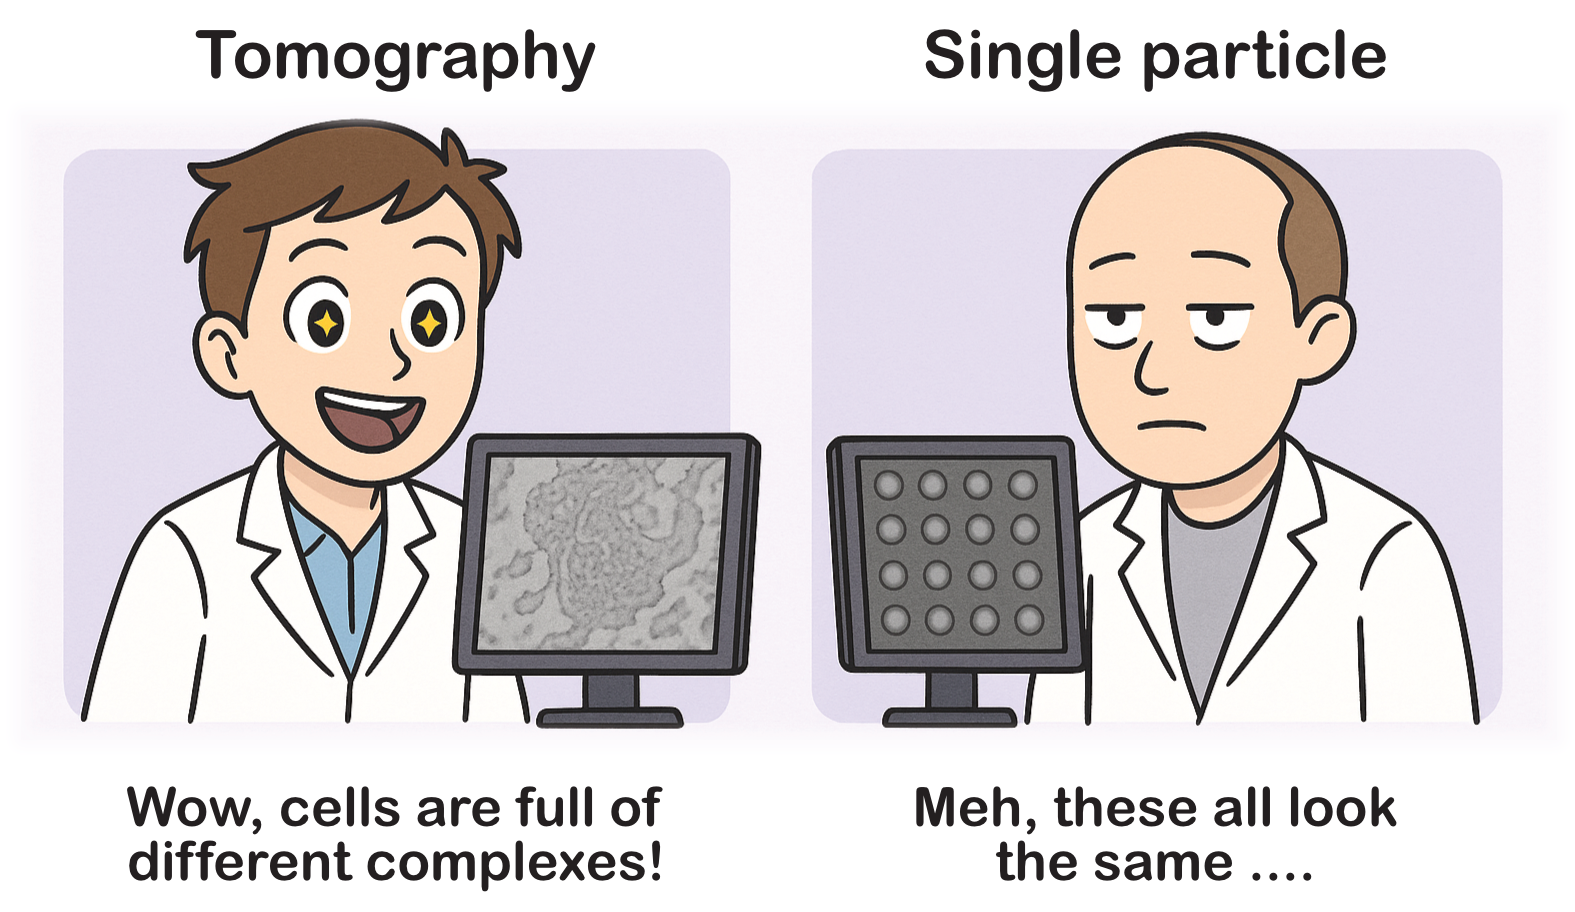 Tomography
Single particle
Wow, cells are full of
different complexes!
Meh, these all look
the same ....